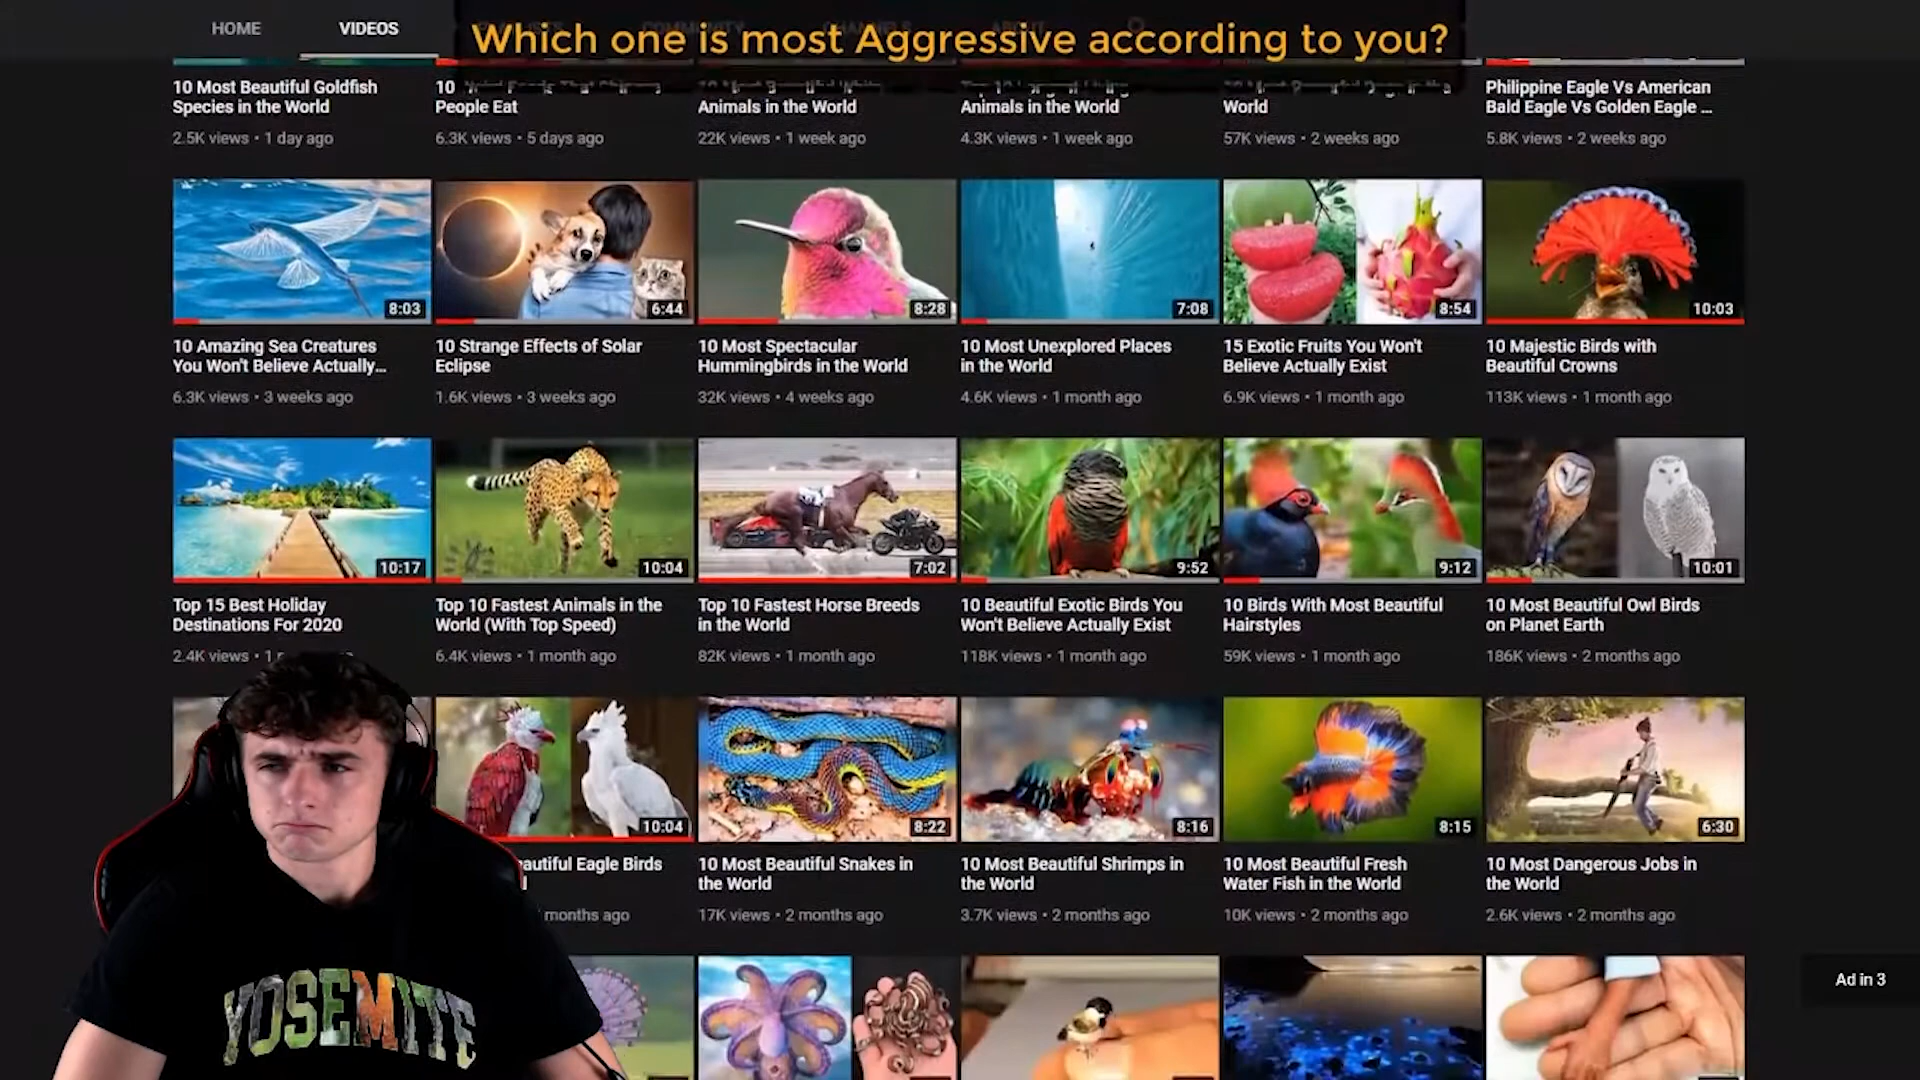 HOME
VIDEOS
Which one is most Aggressive according to you?
10 Most Beautiful Goldfish
Species in the World
2.5K views • 1 day ago
10
People Eat
6.3K views • 5 days ago
Animals in the World
22K views • 1 week ago
Animals in the World
4.3K views • 1 week ago
World
57K views • 2 weeks ago
Philippine Eagle Vs American
Bald Eagle Vs Golden Eagle ...
5.8K views • 2 weeks ago
8:03
10 Amazing Sea Creatures
You Won't Believe Actually...
6.3K views • 3 weeks ago
6:44
10 Strange Effects of Solar
Eclipse
1.6K views • 3 weeks ago
8:28
10 Most Spectacular
Hummingbirds in the World
32K views • 4 weeks ago
7:08
10 Most Unexplored Places
in the World
4.6K views • 1 month ago
8:54
15 Exotic Fruits You Won't
Believe Actually Exist
6.9K views • 1 month ago
10:03
10 Majestic Birds with
Beautiful Crowns
113K views • 1 month ago
10:17
Top 15 Best Holiday
Destinations For 2020
2.4K views •
10:04
Top 10 Fastest Animals in the
World (With Top Speed)
6.4K views • 1 month ago
7:02
Top 10 Fastest Horse Breeds
in the World
82K views • 1 month ago
9:52
10 Beautiful Exotic Birds You
Won't Believe Actually Exist
118K views • 1 month ago
9:12
10 Birds With Most Beautiful
Hairstyles
59K views • 1 month ago
10:01
10 Most Beautiful Owl Birds
on Planet Earth
186K views • 2 months ago
10:04
autiful Eagle Birds
months ago
8:22
10 Most Beautiful Snakes in
the World
17K views • 2 months ago
8:16
10 Most Beautiful Shrimps in
the World
3.7K views • 2 months ago
8:15
10 Most Beautiful Fresh
Water Fish in the World
10K views • 2 months ago
6:30
10 Most Dangerous Jobs in
the World
2.6K views • 2 months ago
YOSEMITE
Ad in 3